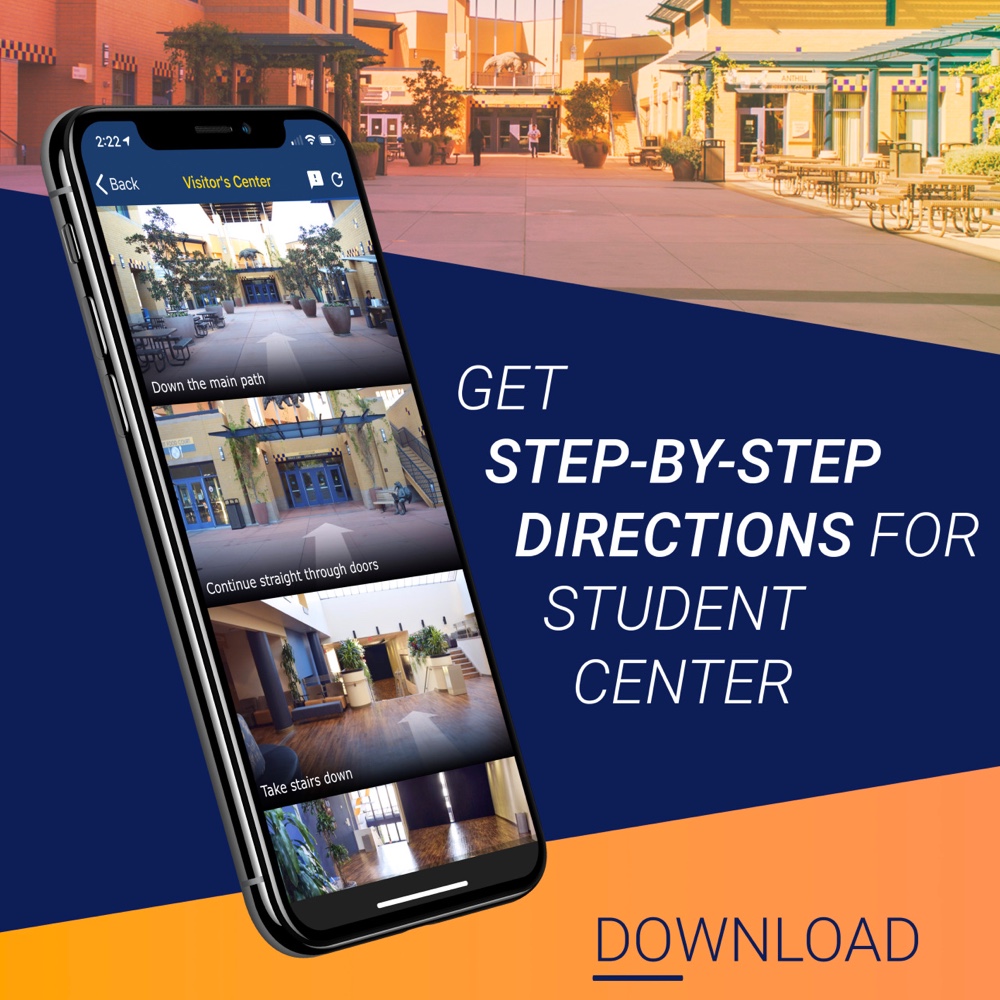 ANTHILL
2:22
Back
Visitor's Center
Down the main path
Continue straight through doors
Take stairs down
GET
STEP-BY-STEP
DIRECTIONS FOR
STUDENT
CENTER
DOWNLOAD